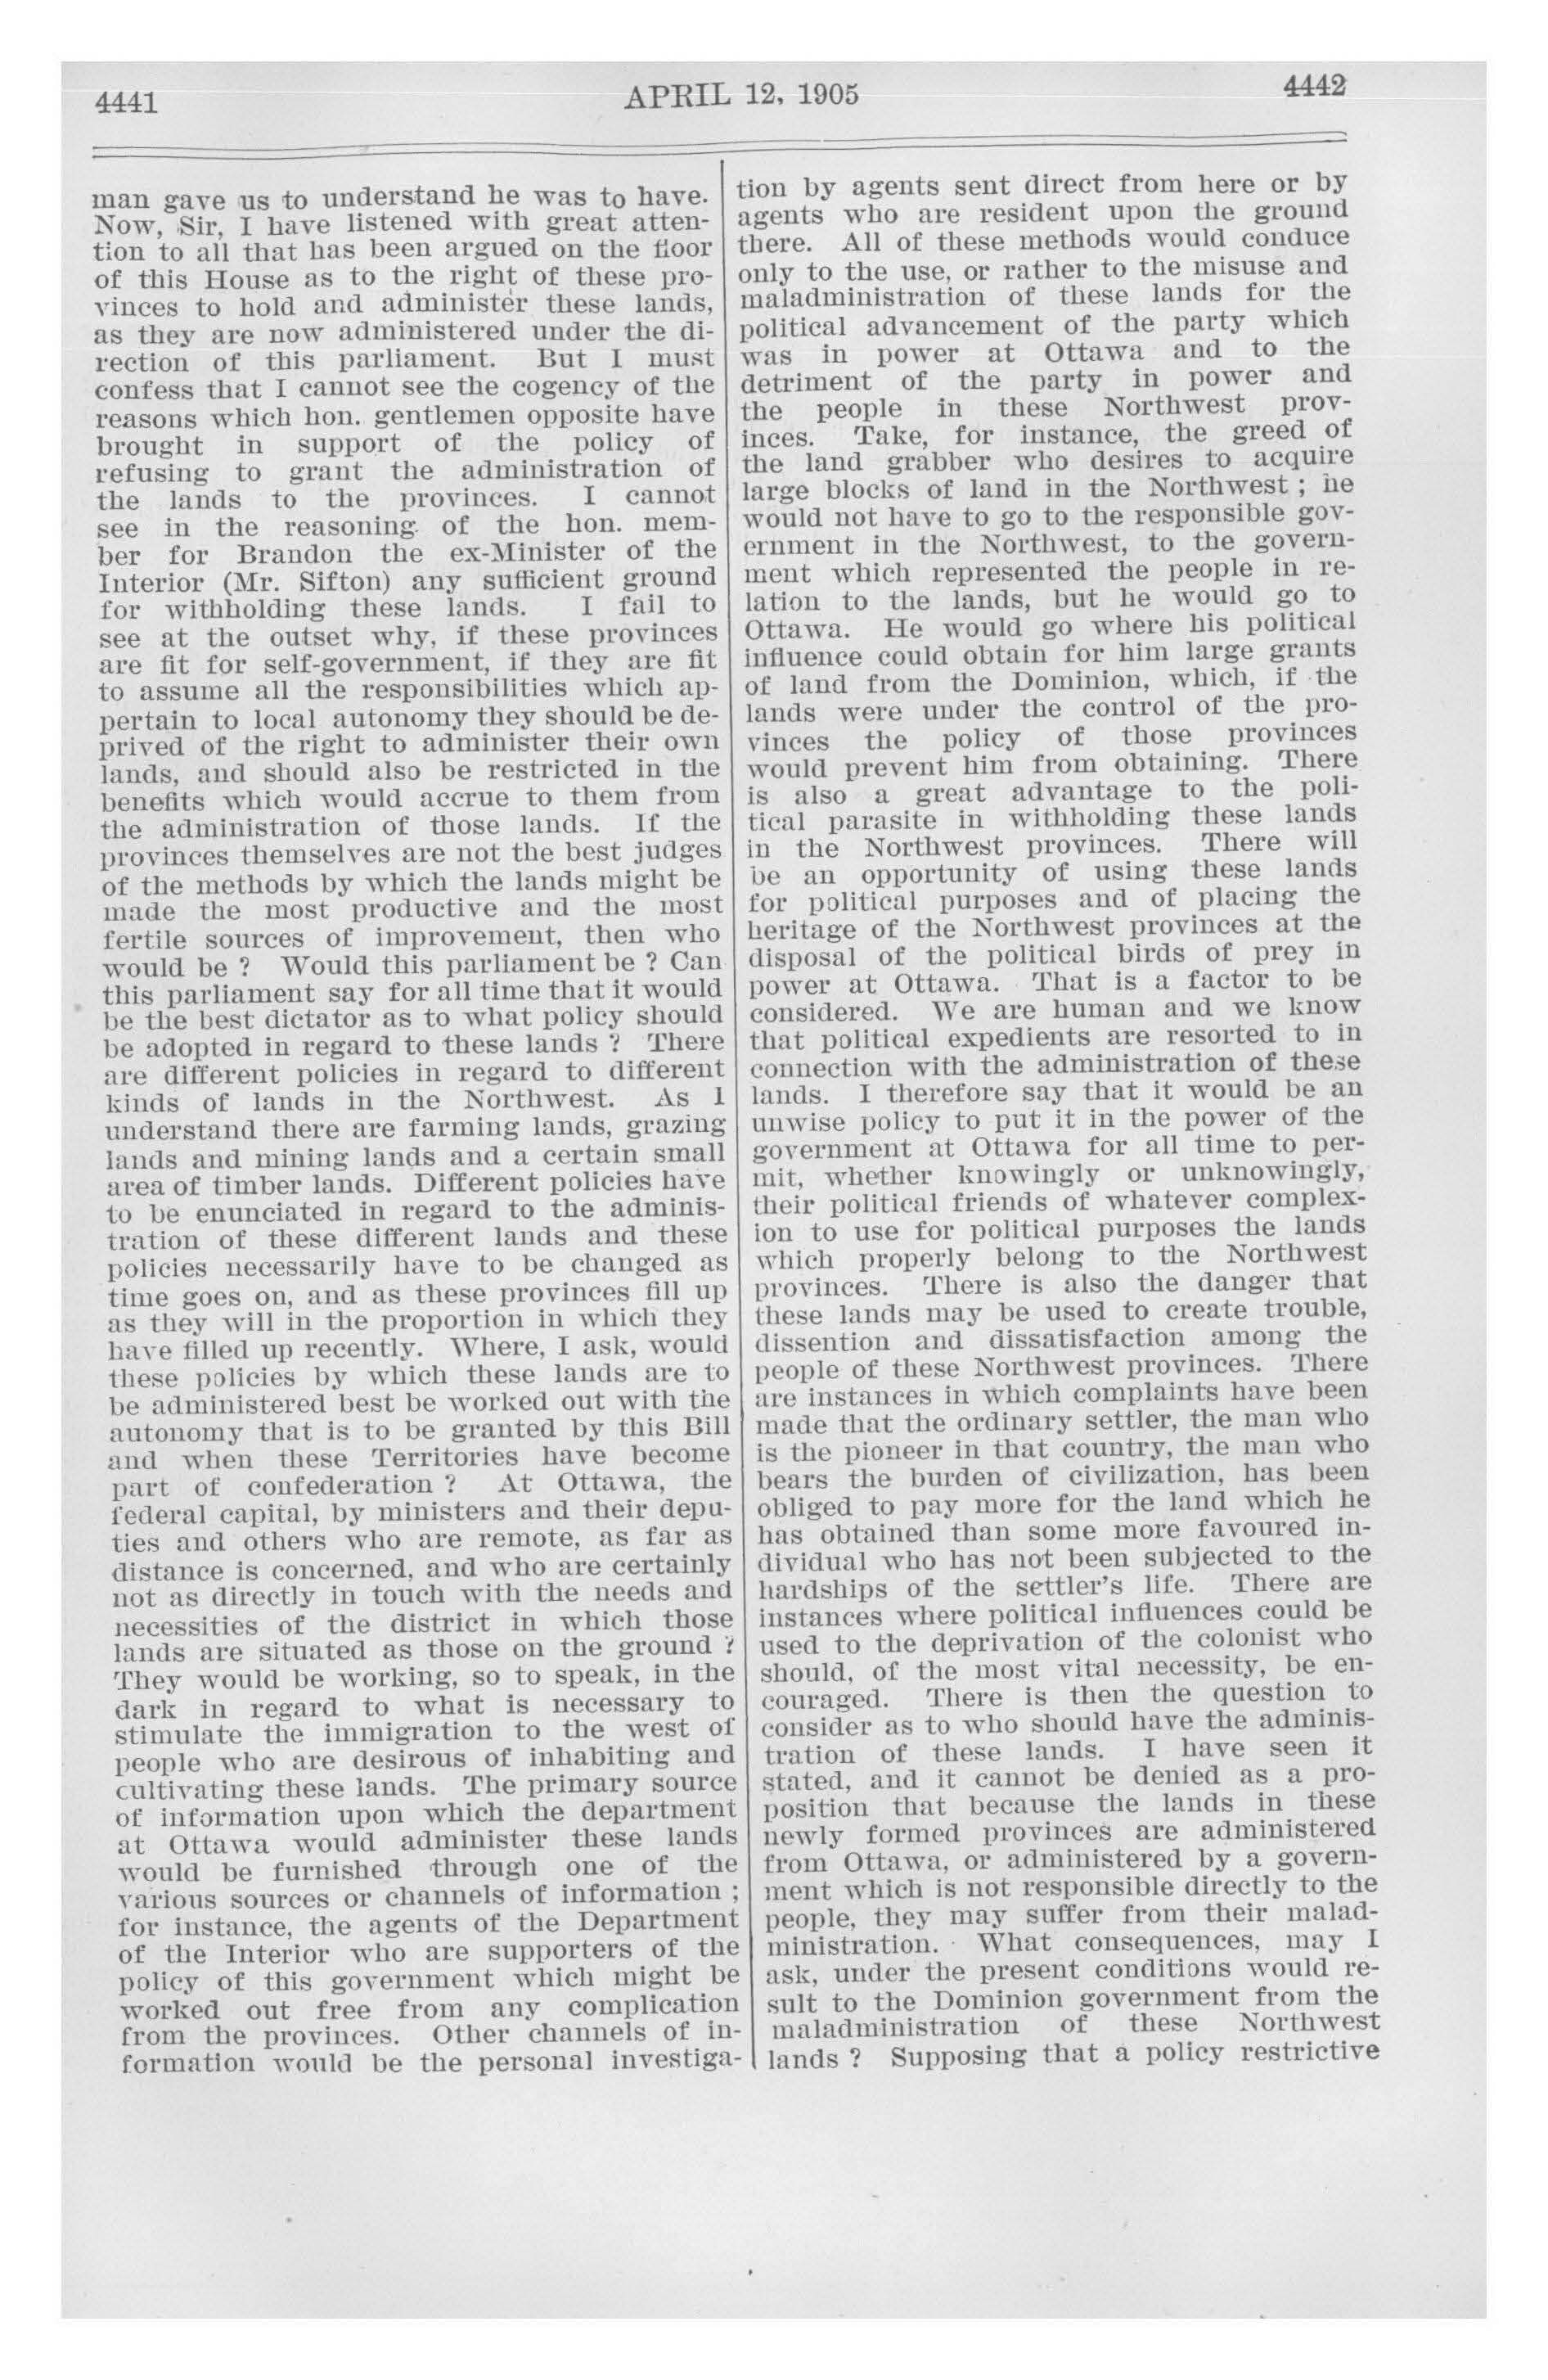 4441
APRIL 12, 1905
4442
man gave us to understand he was to have.
Now, Sir, I have listened with great atten-
tion to all that has been argued on the floor
of this House as to the right of these pro-
vinces to hold and administer these lands,
as they are now administered under the di-
rection of this parliament. But I must
confess that I cannot see the cogency of the
reasons which hon. gentlemen opposite have
brought in support of the policy of
refusing to grant the administration of
the lands to the provinces. I cannot
see in the reasoning of the hon. mem-
ber for Brandon the ex-Minister of the
Interior (Mr. Sifton) any sufficient ground
for withholding these lands. I fail to
see at the outset why, if these provinces
are fit for self-government, if they are fit
to assume all the responsibilities which ap-
pertain to local autonomy they should be de-
prived of the right to administer their own
lands, and should also be restricted in the
benefits which would accrue to them from
the administration of those lands. If the
provinces themselves are not the best judges
of the methods by which the lands might be
made the most productive and the most
fertile sources of improvement, then who
would be ? Would this parliament be ? Can
this parliament say for all time that it would
be the best dictator as to what policy should
be adopted in regard to these lands ? There
are different policies in regard to different
kinds of lands in the Northwest. As I
understand there are farming lands, grazing
lands and mining lands and a certain small
area of timber lands. Different policies have
to be enunciated in regard to the adminis-
tration of these different lands and these
policies necessarily have to be changed as
time goes on, and as these provinces fill up
as they will in the proportion in which they
have filled up recently. Where, I ask, would
these policies by which these lands are to
be administered best be worked out with the
autonomy that is to be granted by this Bill
and when these Territories have become
part of confederation ? At Ottawa, the
federal capital, by ministers and their depu-
ties and others who are remote, as far as
distance is concerned, and who are certainly
not as directly in touch with the needs and
necessities of the district in which those
lands are situated as those on the ground ?
They would be working, so to speak, in the
dark in regard to what is necessary to
stimulate the immigration to the west of
people who are desirous of inhabiting and
cultivating these lands. The primary source
of information upon which the department
at Ottawa would administer these lands
would be furnished through one of the
various sources or channels of information ;
for instance, the agents of the Department
of the Interior who are supporters of the
policy of this government which might be
worked out free from any complication
from the provinces. Other channels of in-
formation would be the personal investiga-
tion by agents sent direct from here or by
agents who are resident upon the ground
there. All of these methods would conduce
only to the use, or rather to the misuse and
maladministration of these lands for the
political advancement of the party which
was in power at Ottawa and to the
detriment of the party in power and
the people in these Northwest prov-
inces. Take, for instance, the greed of
the land grabber who desires to acquire
large blocks of land in the Northwest ; he
would not have to go to the responsible gov-
ernment in the Northwest, to the govern-
ment which represented the people in re-
lation to the lands, but he would go to
Ottawa. He would go where his political
influence could obtain for him large grants
of land from the Dominion, which, if the
lands were under the control of the pro-
vinces the policy of those provinces
would prevent him from obtaining. There
is also a great advantage to the poli-
tical parasite in withholding these lands
in the Northwest provinces. There will
be an opportunity of using these lands
for political purposes and of placing the
heritage of the Northwest provinces at the
disposal of the political birds of prey in
power at Ottawa. That is a factor to be
considered. We are human and we know
that political expedients are resorted to in
connection with the administration of these
lands. I therefore say that it would be an
unwise policy to put it in the power of the
government at Ottawa for all time to per-
mit, whether knowingly or unknowingly,
their political friends of whatever complex-
ion to use for political purposes the lands
which properly belong to the Northwest
provinces. There is also the danger that
these lands may be used to create trouble,
dissention and dissatisfaction among the
people of these Northwest provinces. There
are instances in which complaints have been
made that the ordinary settler, the man who
is the pioneer in that country, the man who
bears the burden of civilization, has been
obliged to pay more for the land which he
has obtained than some more favoured in-
dividual who has not been subjected to the
hardships of the settler's life. There are
instances where political influences could be
used to the deprivation of the colonist who
should, of the most vital necessity, be en-
couraged. There is then the question to
consider as to who should have the adminis-
tration of these lands. I have seen it
stated, and it cannot be denied as a pro-
position that because the lands in these
newly formed provinces are administered
from Ottawa, or administered by a govern-
ment which is not responsible directly to the
people, they may suffer from their malad-
ministration. What consequences, may I
ask, under the present conditions would re-
sult to the Dominion government from the
maladministration of these Northwest
lands ? Supposing that a policy restrictive